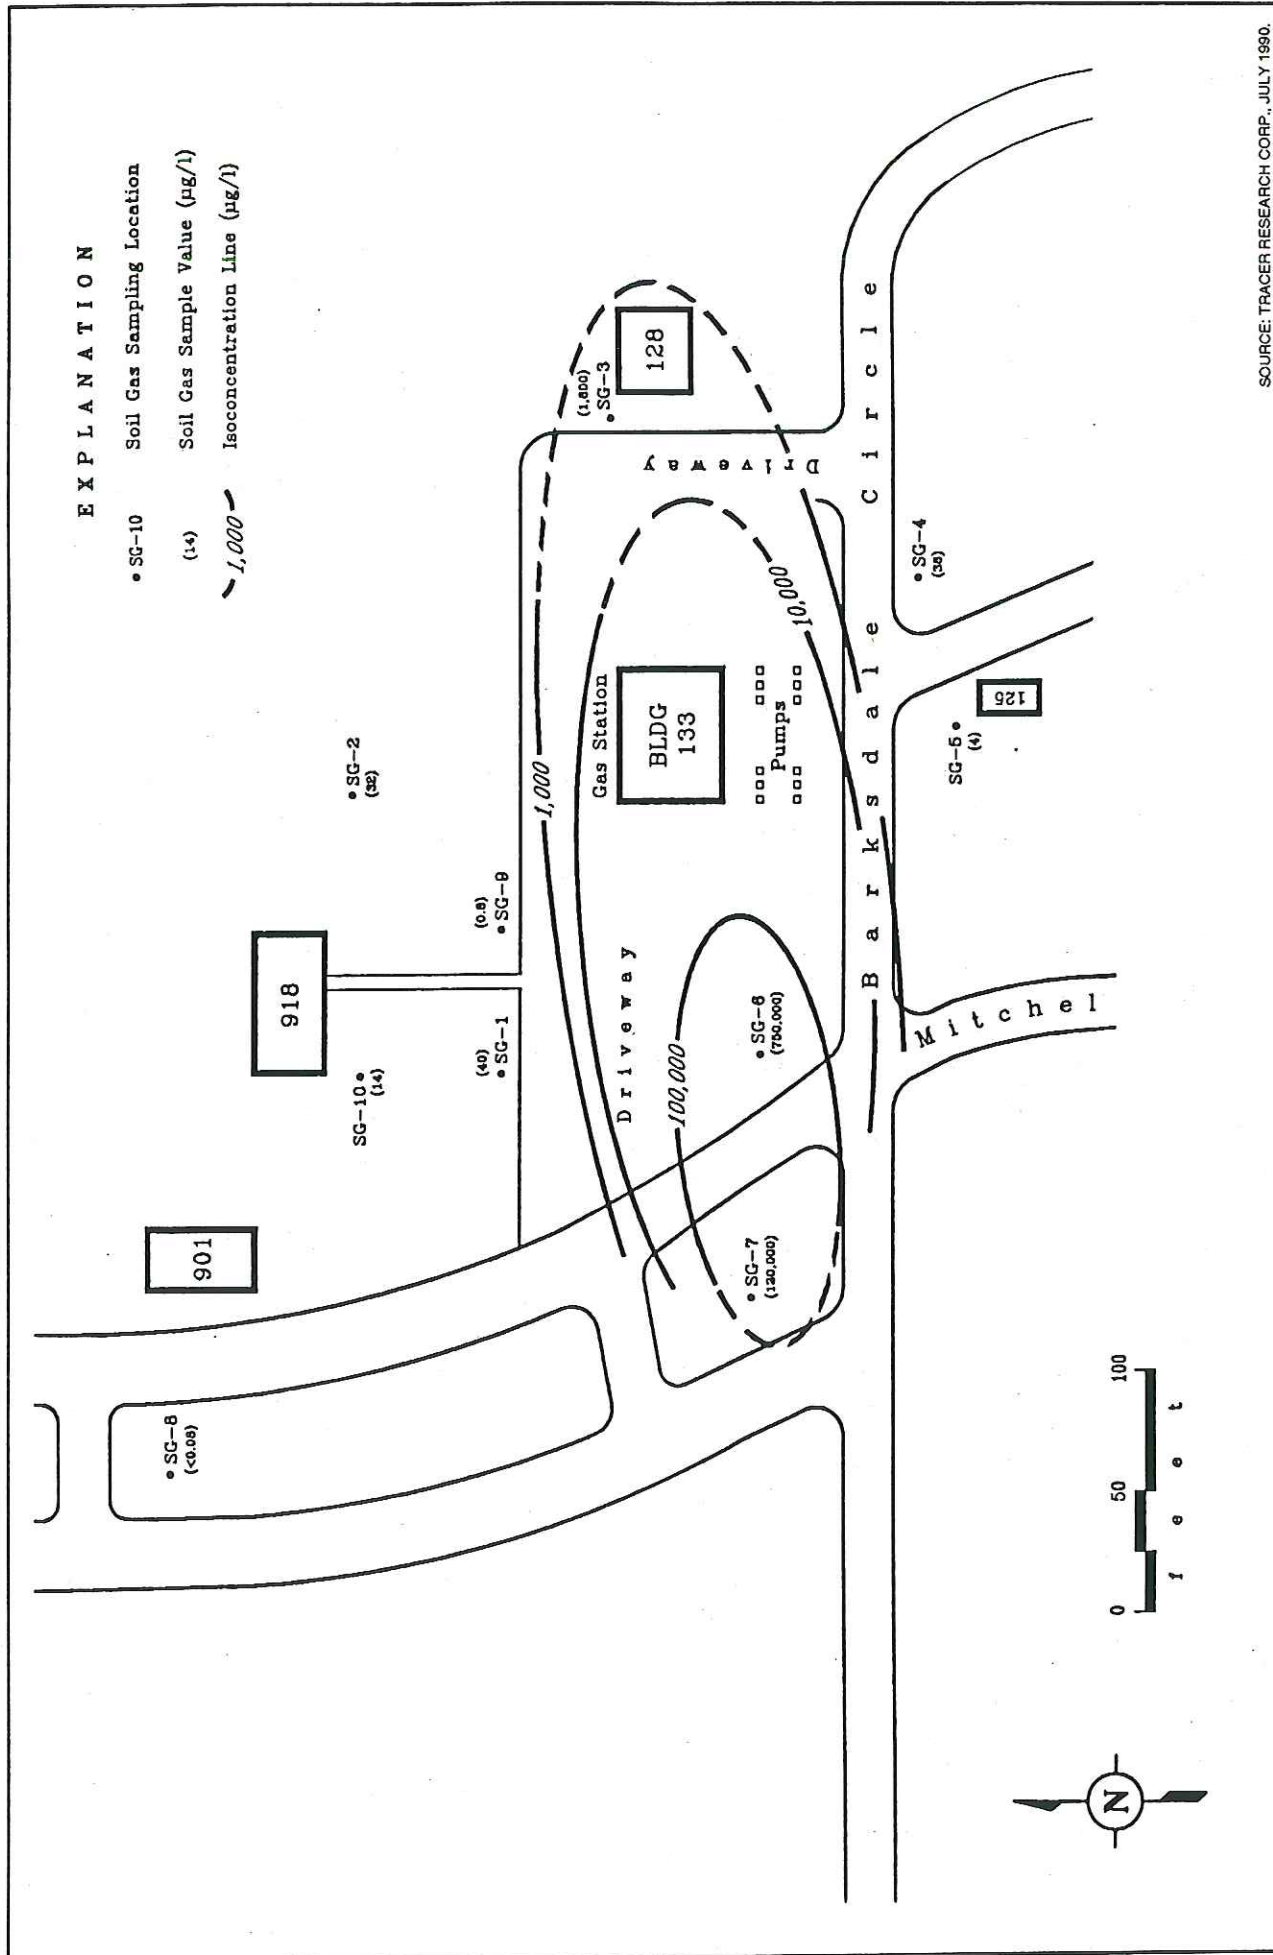 EXPLANATION
SG-10 Soil Gas Sampling Location
(14) Soil Gas Sample Value (µg/l)
1,000 Isoconcentration Line (µg/l)
901
918
SG-8
(<0.08)
SG-10
(14)
SG-2
(32)
(40)
SG-1
(0.8)
SG-9
1,000
Driveway
Gas Station
BLDG
133
(1,800)
SG-3
128
Driveway
100,000
SG-7
(120,000)
SG-6
(750,000)
Pumps
10,000
Barksdale Circle
SG-4
SG-5
(4)
125
Mitchel
0 50 100
feet
N
SOURCE: TRACER RESEARCH CORP., JULY 1990.